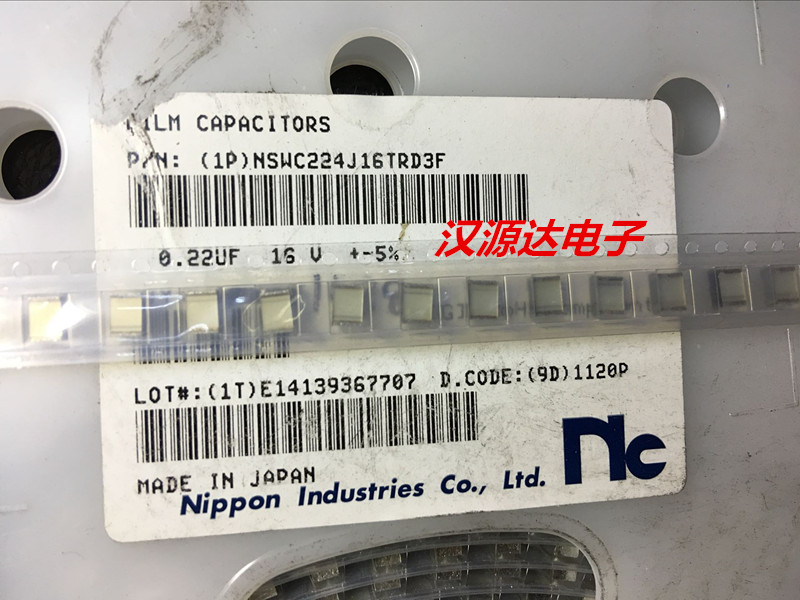 FILM CAPACITORS
P/N: (1P)NSWC224J16TRD3F
汉源达电子
0.22UF 16 V +-5%
LOT#:(1T)E14139367707 D.CODE:(9D)1120P
MADE IN JAPAN
Nippon Industries Co., Ltd.
nc